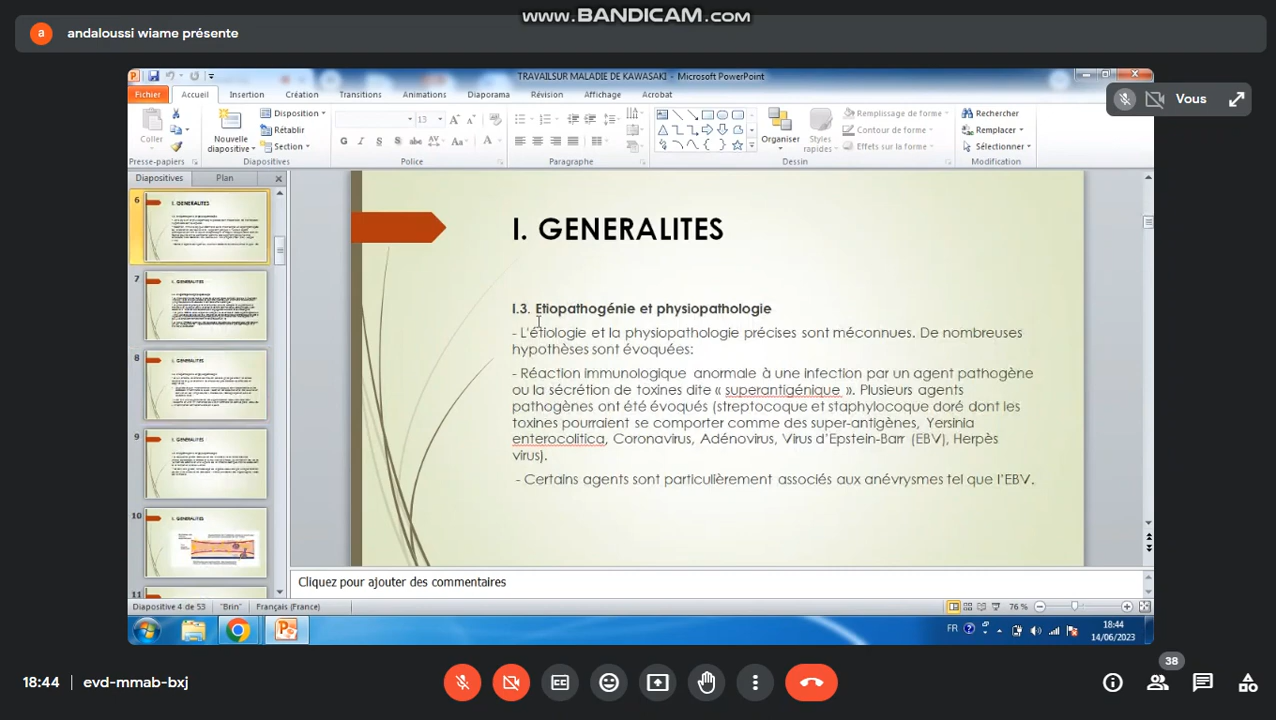 www.BANDICAM.com
a
andaloussi wiame présente
TRAVAILSUR MALADIE DE KAWASAKI - Microsoft PowerPoint
Fichier
Accueil
Insertion
Création
Transitions
Animations
Diaporama
Révision
Affichage
Acrobat
Vous
Coller
Nouvelle
diapositive
Disposition
Rétablir
Section
13
G I S abc AV Aa A
Organiser
Styles
rapides
Remplissage de forme
Contour de forme
Effets sur la forme
Rechercher
Remplacer
Sélectionner
Presse-papiers
Diapositives
Police
Paragraphe
Dessin
Modification
Diapositives
Plan
6
I. GENERALITES
7
I. GENERALITES
8
I. GENERALITES
9
I. GENERALITES
10
I. GENERALITES
11
I. GENERALITES
I.3. Etiopathogénie et physiopathologie
- L'étiologie et la physiopathologie précises sont méconnues. De nombreuses
hypothèses sont évoquées:
- Réaction immunologique anormale à une infection par un agent pathogène
ou la sécrétion de toxines dite « superantigénique ». Plusieurs agents
pathogènes ont été évoqués (streptocoque et staphylocoque doré dont les
toxines pourraient se comporter comme des super-antigènes, Yersinia
enterocolitica, Coronavirus, Adénovirus, Virus d'Epstein-Barr (EBV), Herpès
virus).
- Certains agents sont particulièrement associés aux anévrysmes tel que l'EBV.
Cliquez pour ajouter des commentaires
Diapositive 4 de 53
"Brin"
Français (France)
76 %
FR
18:44
14/06/2023
18:44 | evd-mmab-bxj
38